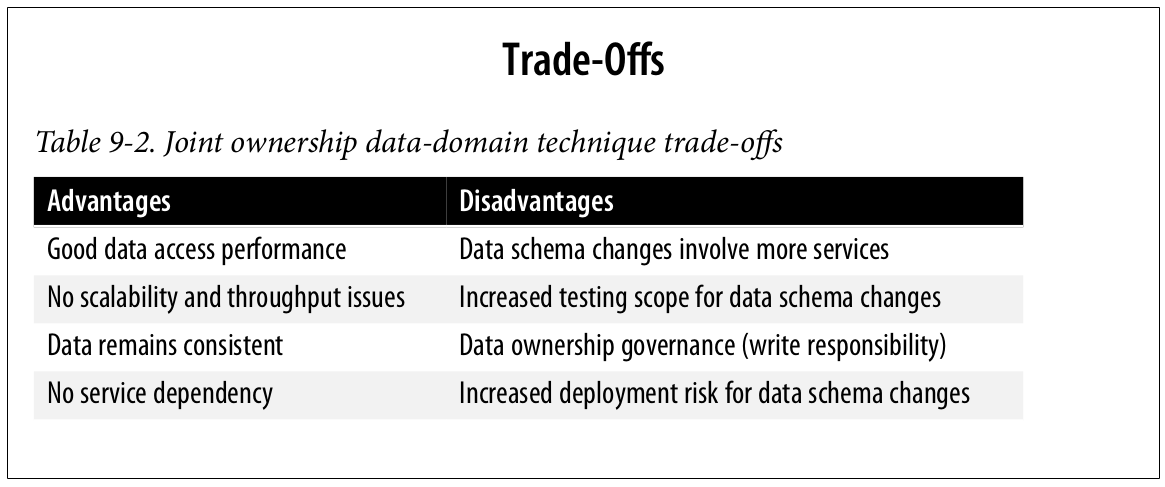 Trade-Offs
Table 9-2. Joint ownership data-domain technique trade-offs
Advantages Disadvantages
Good data access performance Data schema changes involve more services
No scalability and throughput issues Increased testing scope for data schema changes
Data remains consistent Data ownership governance (write responsibility)
No service dependency Increased deployment risk for data schema changes